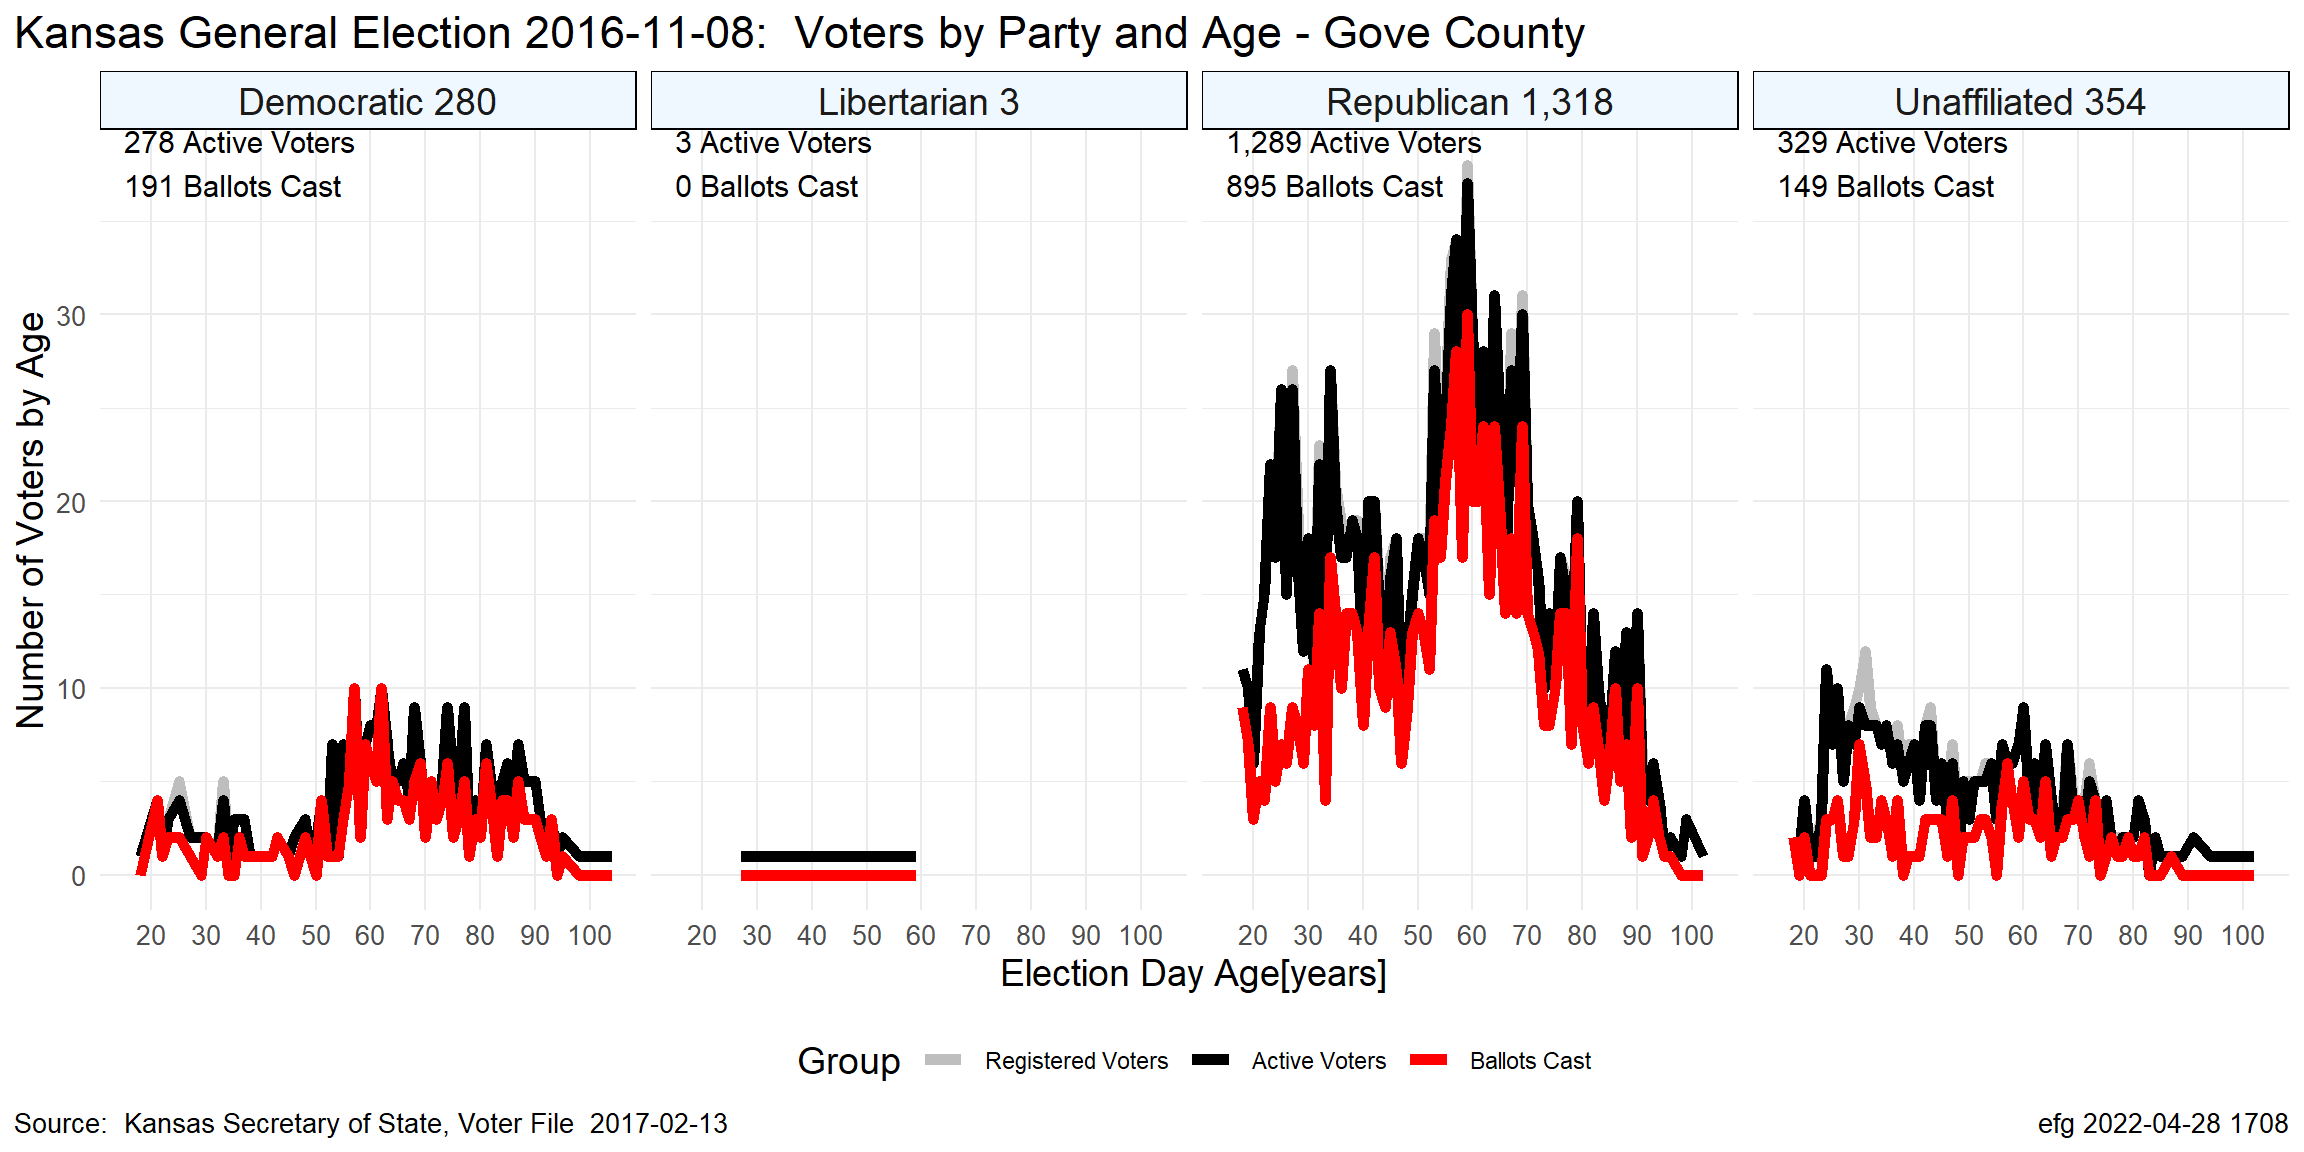 Kansas General Election 2016-11-08:  Voters by Party and Age - Gove County
Democratic 280
Libertarian 3
Republican 1,318
Unaffiliated 354
278 Active Voters
191 Ballots Cast
3 Active Voters
0 Ballots Cast
1,289 Active Voters
895 Ballots Cast
329 Active Voters
149 Ballots Cast
Number of Voters by Age
30
20
10
0
20 30 40 50 60 70 80 90 100
20 30 40 50 60 70 80 90 100
20 30 40 50 60 70 80 90 100
20 30 40 50 60 70 80 90 100
Election Day Age[years]
Group Registered Voters Active Voters Ballots Cast
Source:  Kansas Secretary of State, Voter File  2017-02-13
efg 2022-04-28 1708